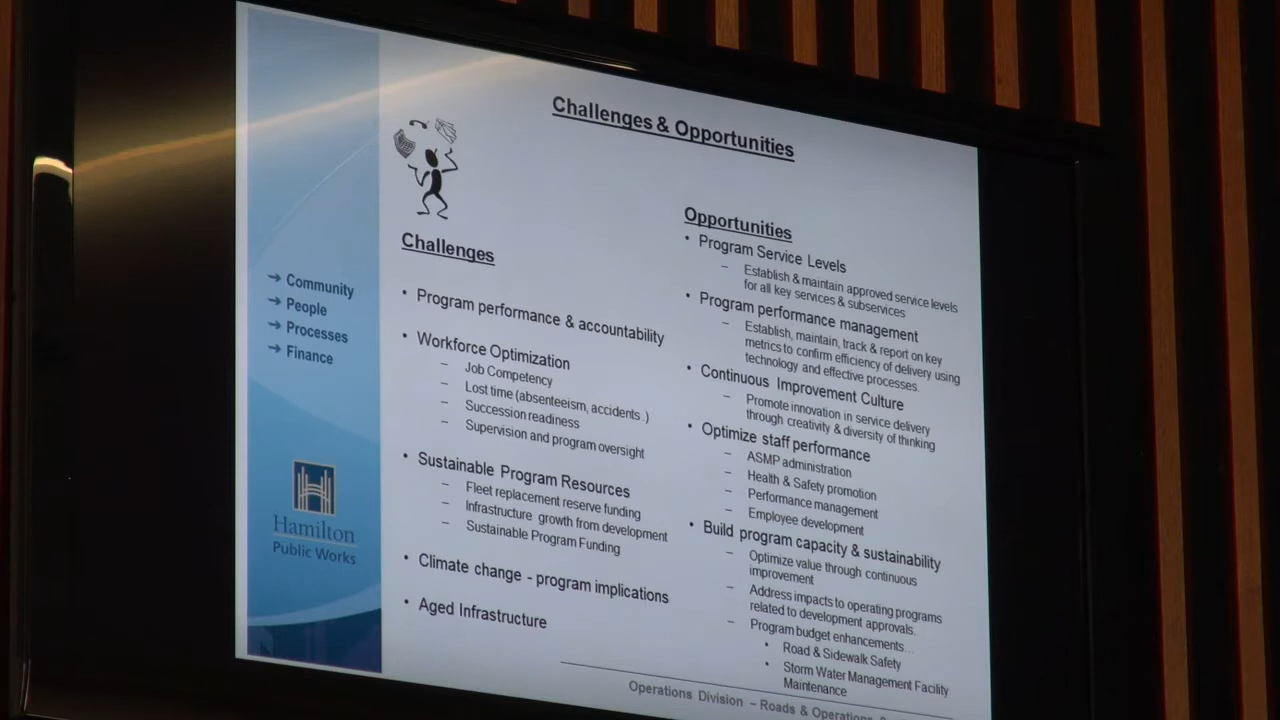 Challenges & Opportunities
➔ Community
➔ People
➔ Processes
➔ Finance
Hamilton
Public Works
Challenges
• Program performance & accountability
• Workforce Optimization
– Job Competency
– Lost time (absenteeism, accidents.)
– Succession readiness
– Supervision and program oversight
• Sustainable Program Resources
– Fleet replacement reserve funding
– Infrastructure growth from development
– Sustainable Program Funding
• Climate change - program implications
• Aged Infrastructure
Opportunities
• Program Service Levels
– Establish & maintain approved service levels
for all key services & subservices
• Program performance management
– Establish, maintain, track & report on key
metrics to confirm efficiency of delivery using
technology and effective processes.
• Continuous Improvement Culture
– Promote innovation in service delivery
through creativity & diversity of thinking
• Optimize staff performance
– ASMP administration
– Health & Safety promotion
– Performance management
– Employee development
• Build program capacity & sustainability
– Optimize value through continuous
improvement
– Address impacts to operating programs
related to development approvals.
– Program budget enhancements...
• Road & Sidewalk Safety
• Storm Water Management Facility
Maintenance
Operations Division – Roads & Operations &